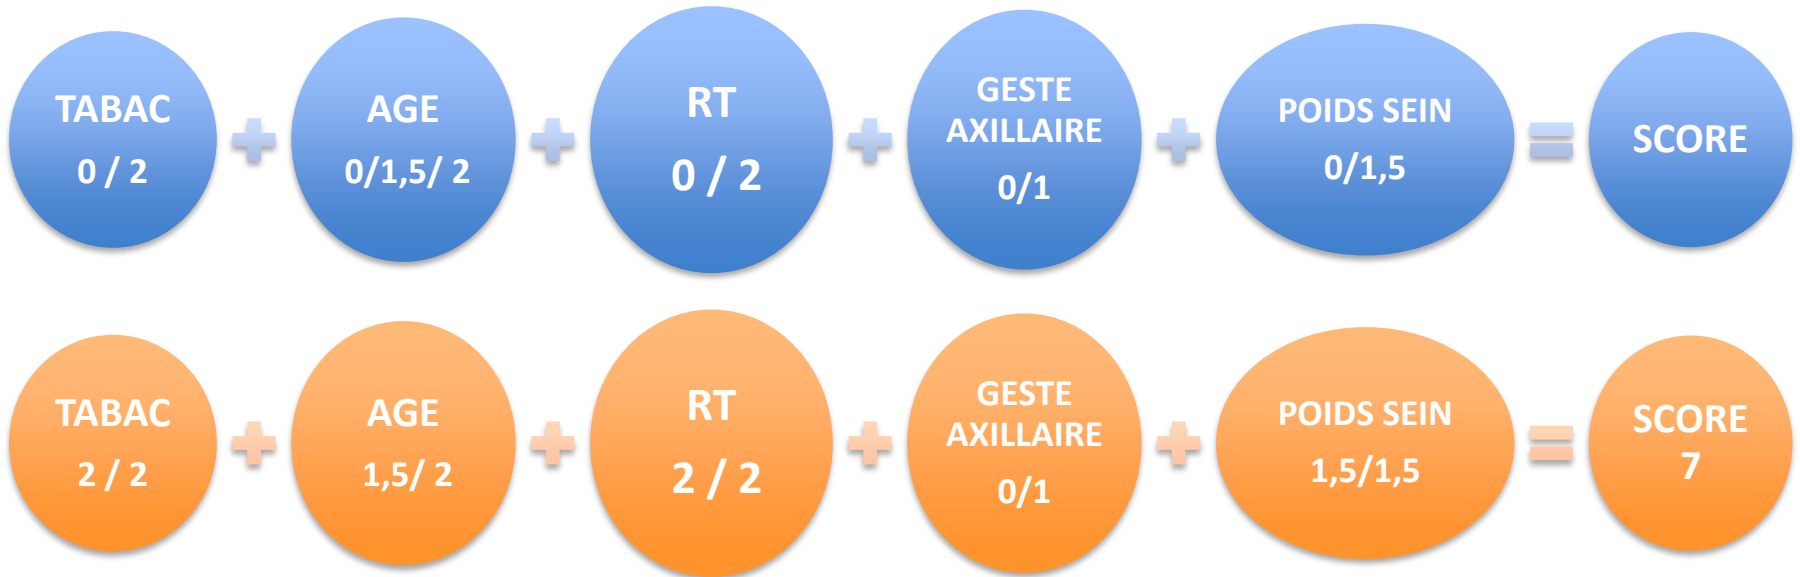 TABAC
0 / 2
AGE
0/1,5/ 2
RT
0 / 2
GESTE
AXILLAIRE
0/1
POIDS SEIN
0/1,5
SCORE
TABAC
2 / 2
AGE
1,5/ 2
RT
2 / 2
GESTE
AXILLAIRE
0/1
POIDS SEIN
1,5/1,5
SCORE
7